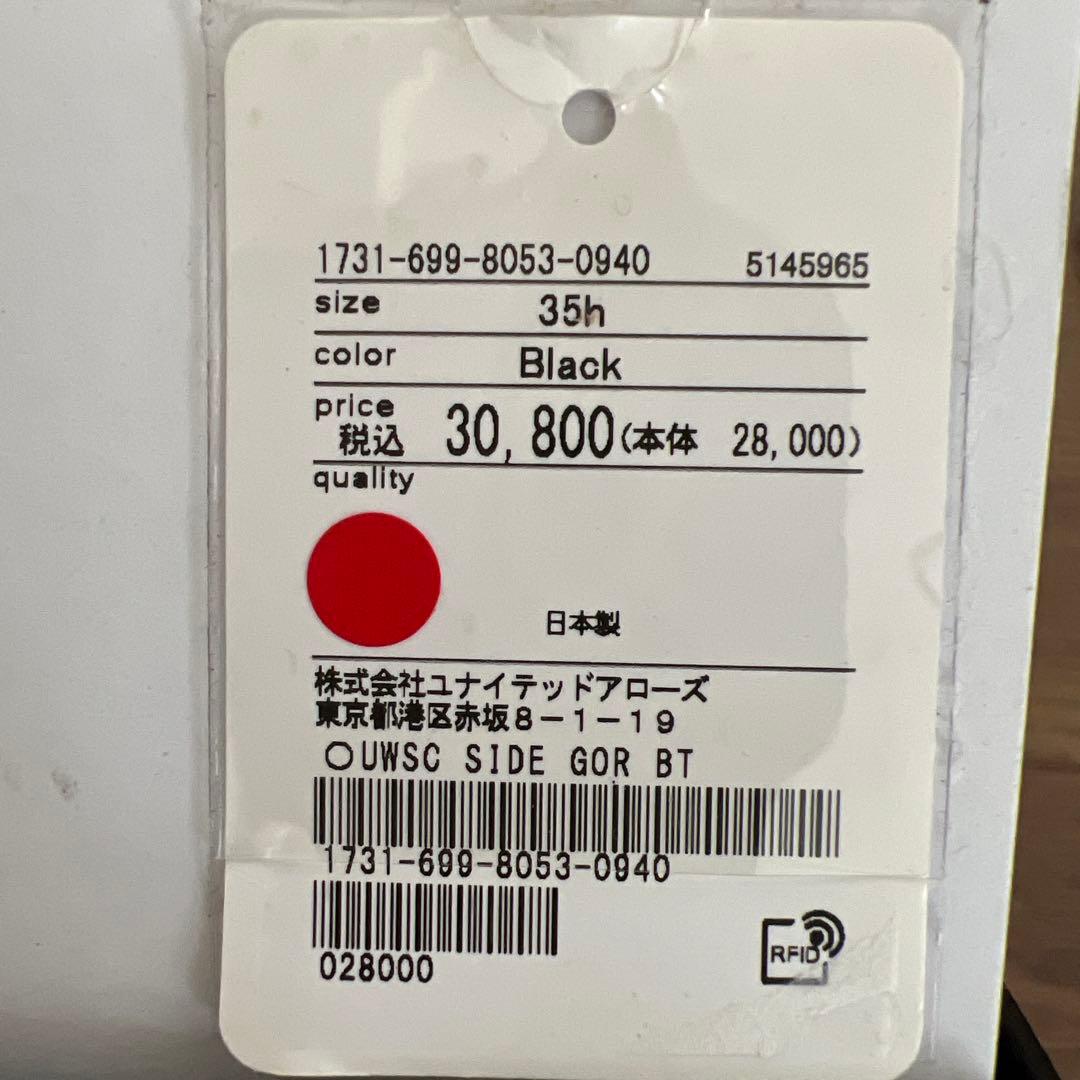 1731-699-8053-0940 5145965
size 35h
color Black
price
税込 30,800(本体 28,000)
quality
日本製
株式会社ユナイテッドアローズ
東京都港区赤坂8-1-19
〇UWSC SIDE GOR BT
1731-699-8053-0940
028000
RFID